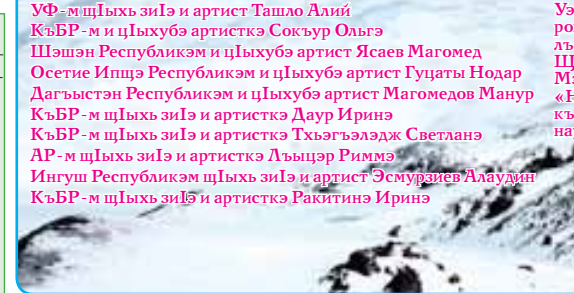 УФ-м щIыхь зиIэ и артист Ташло Алий
КъБР-м и цIыхубэ артисткэ Сокъур Ольгэ
Шэшэн Республикэм и цIыхубэ артист Ясаев Магомед
Осетие Ипщэ Республикэм и цIыхубэ артист Гуцаты Нодар
Дагъыстэн Республикэм и цIыхубэ артист Магомедов Манур
КъБР-м щIыхь зиIэ и артисткэ Даур Иринэ
КъБР-м щIыхь зиIэ и артисткэ Тхьэгъэлэдж Светланэ
АР-м щIыхь зиIэ и артисткэ Лъыцэр Риммэ
Ингуш Республикэм щIыхь зиIэ и артист Эсмурзиев Алаудин
КъБР-м щIыхь зиIэ и артисткэ Ракитинэ Иринэ